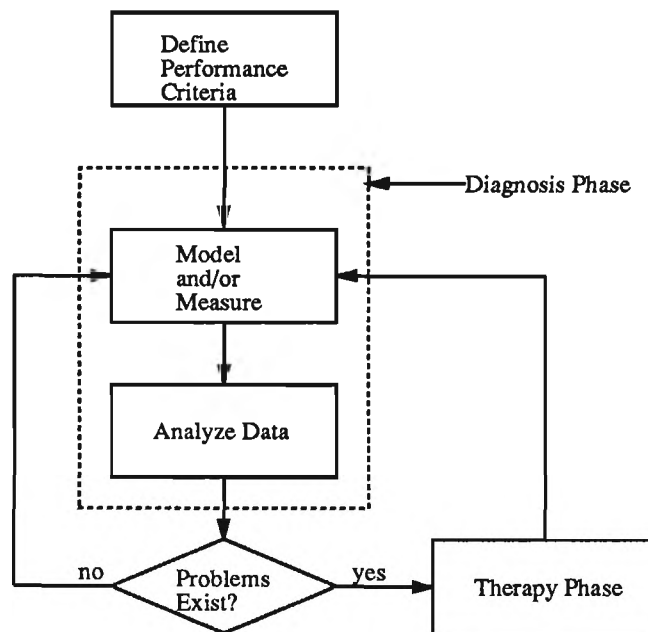 Define
Performance
Criteria
Diagnosis Phase
Model
and/or
Measure
Analyze Data
no
Problems
Exist?
yes
Therapy Phase